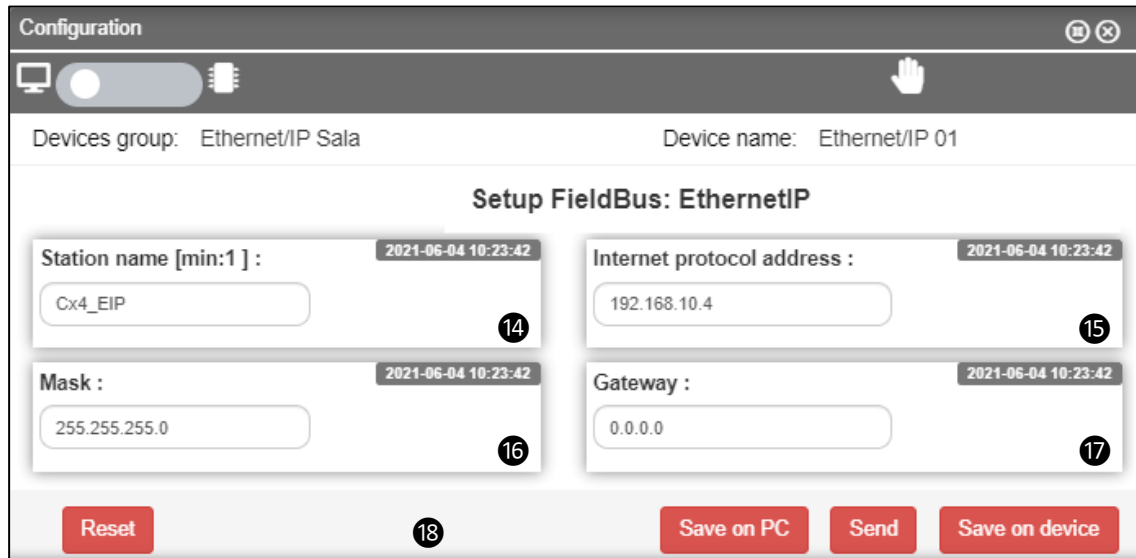 Configuration
Devices group: Ethernet/IP Sala Device name: Ethernet/IP 01
Setup FieldBus: EthernetIP
Station name [min:1 ] : 2021-06-04 10:23:42
Cx4_EIP
14
Internet protocol address : 2021-06-04 10:23:42
192.168.10.4
15
Mask : 2021-06-04 10:23:42
255.255.255.0
16
Gateway : 2021-06-04 10:23:42
0.0.0.0
17
Reset 18 Save on PC Send Save on device